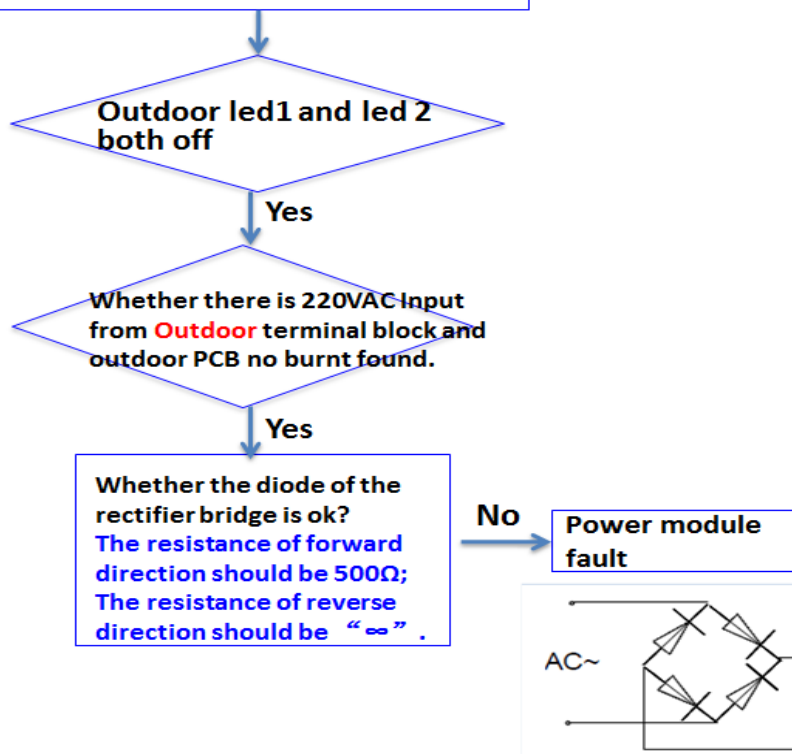 Outdoor led1 and led 2
both off
Yes
Whether there is 220VAC Input
from Outdoor terminal block and
outdoor PCB no burnt found.
Yes
Whether the diode of the
rectifier bridge is ok?
The resistance of forward
direction should be 500Ω;
The resistance of reverse
direction should be “∞”.
No
Power module
fault
AC~